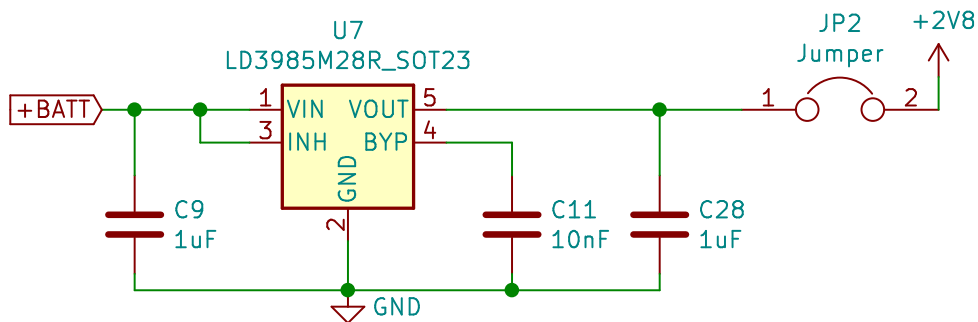 U7
LD3985M28R_SOT23
JP2
Jumper
+2V8
+BATT
1
VIN
VOUT
5
1
2
3
INH
BYP
4
GND
2
C9
1uF
C11
10nF
C28
1uF
GND